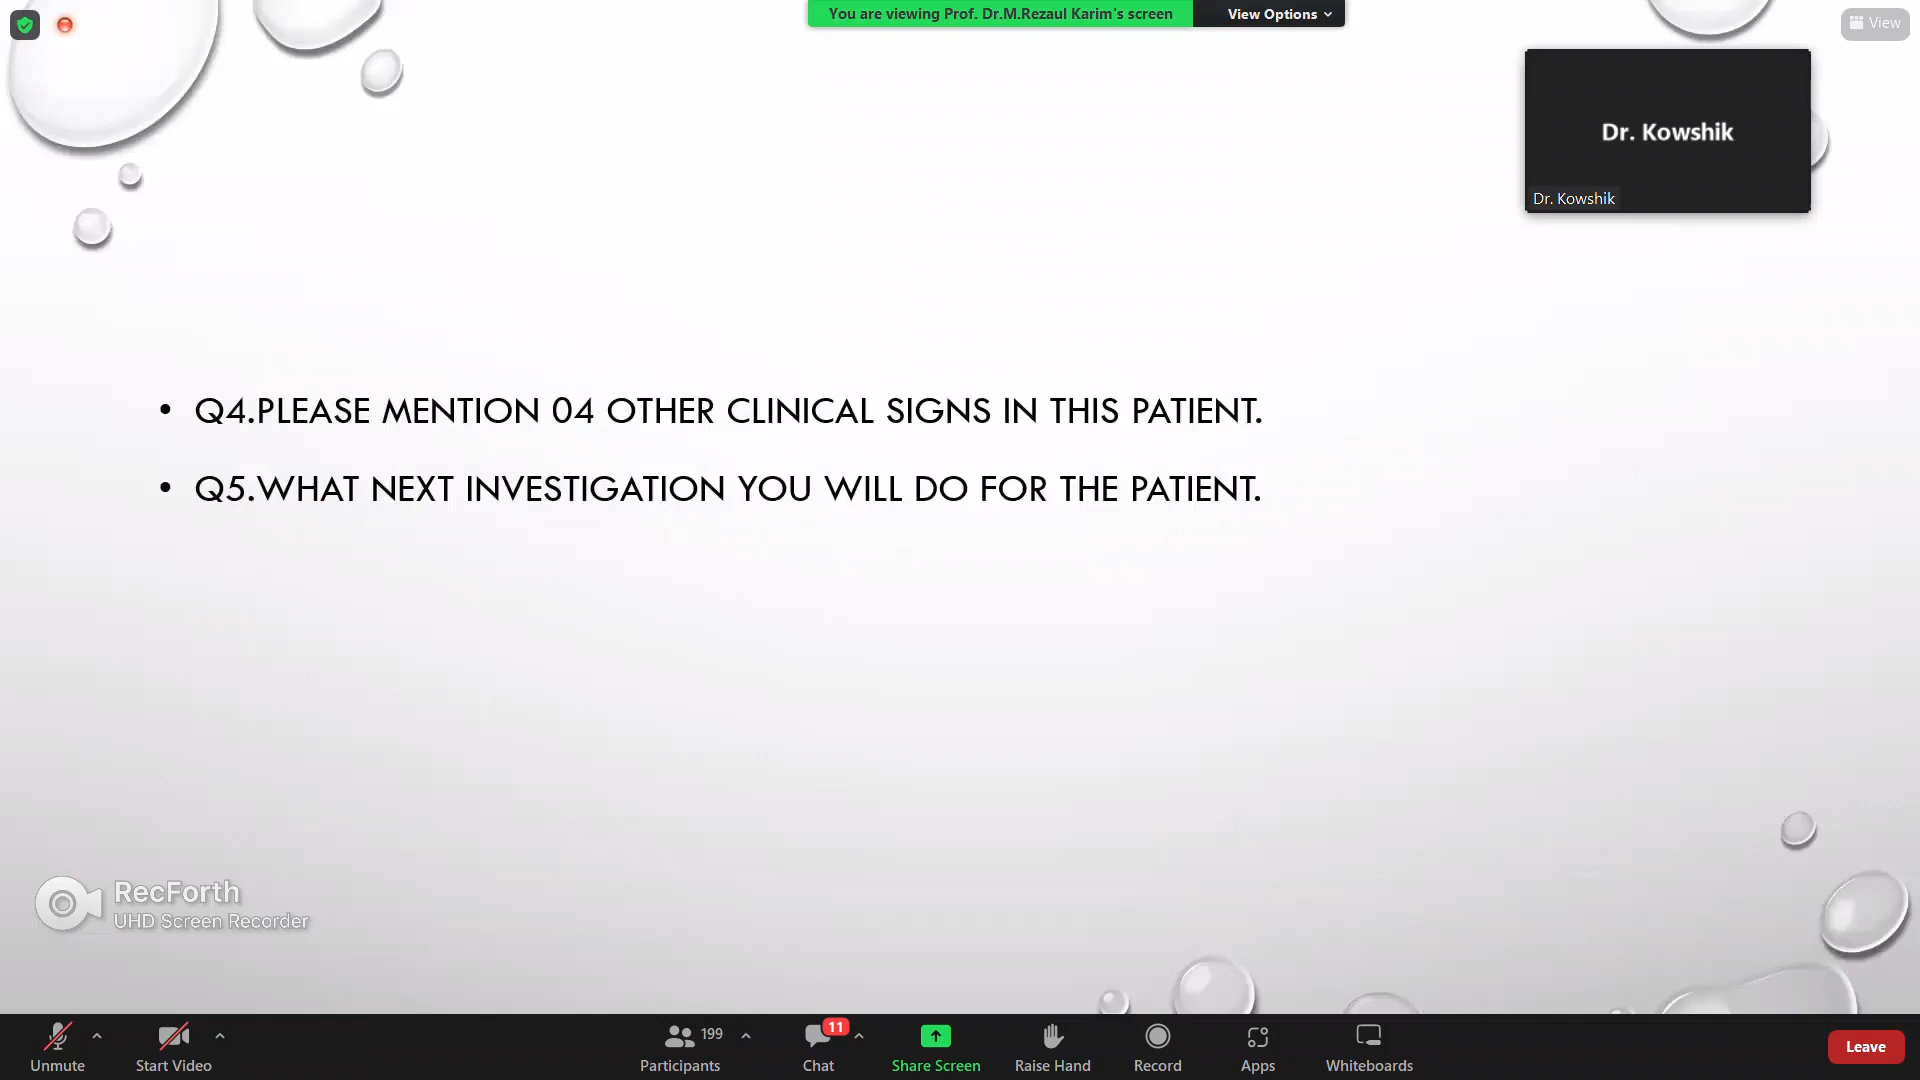 You are viewing Prof. Dr.M.Rezaul Karim's screen
View Options
View
Dr. Kowshik
Dr. Kowshik
• Q4.PLEASE MENTION 04 OTHER CLINICAL SIGNS IN THIS PATIENT.
• Q5.WHAT NEXT INVESTIGATION YOU WILL DO FOR THE PATIENT.
RecForth
UHD Screen Recorder
199
11
Unmute
Start Video
Participants
Chat
Share Screen
Raise Hand
Record
Apps
Whiteboards
Leave